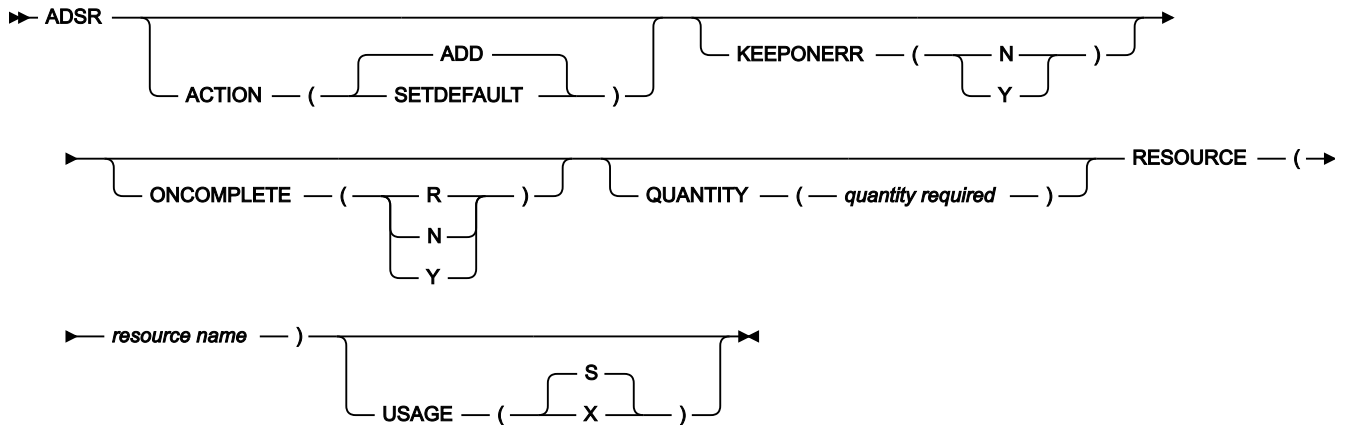 ADSR
ADD
ACTION ( SETDEFAULT )
KEEPONERR ( N )
Y
ONCOMPLETE ( R )
N
Y
QUANTITY ( quantity required )
RESOURCE (
resource name )
S
USAGE ( X )